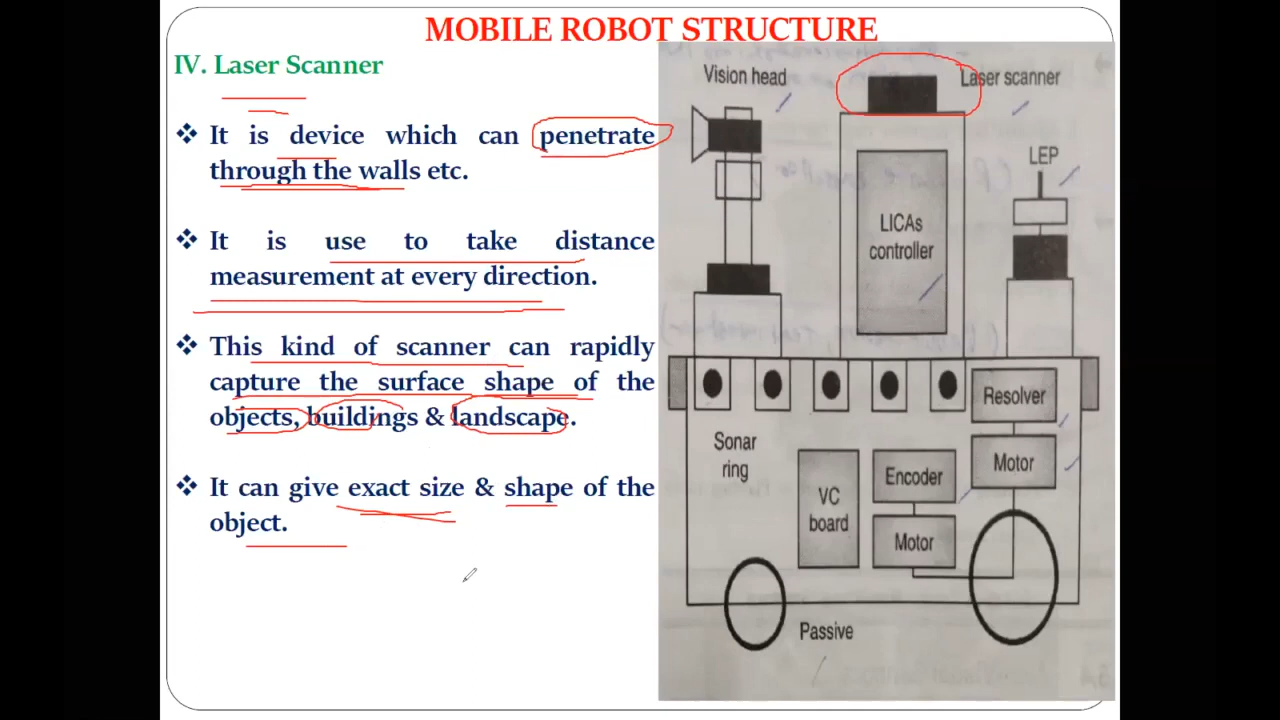 MOBILE ROBOT STRUCTURE
IV. Laser Scanner
❖ It is device which can penetrate
through the walls etc.
❖ It is use to take distance
measurement at every direction.
❖ This kind of scanner can rapidly
capture the surface shape of the
objects, buildings & landscape.
❖ It can give exact size & shape of the
object.
Vision head
Laser scanner
LEP
LICAs
controller
Resolver
Sonar
ring
Motor
VC
board
Encoder
Motor
Passive